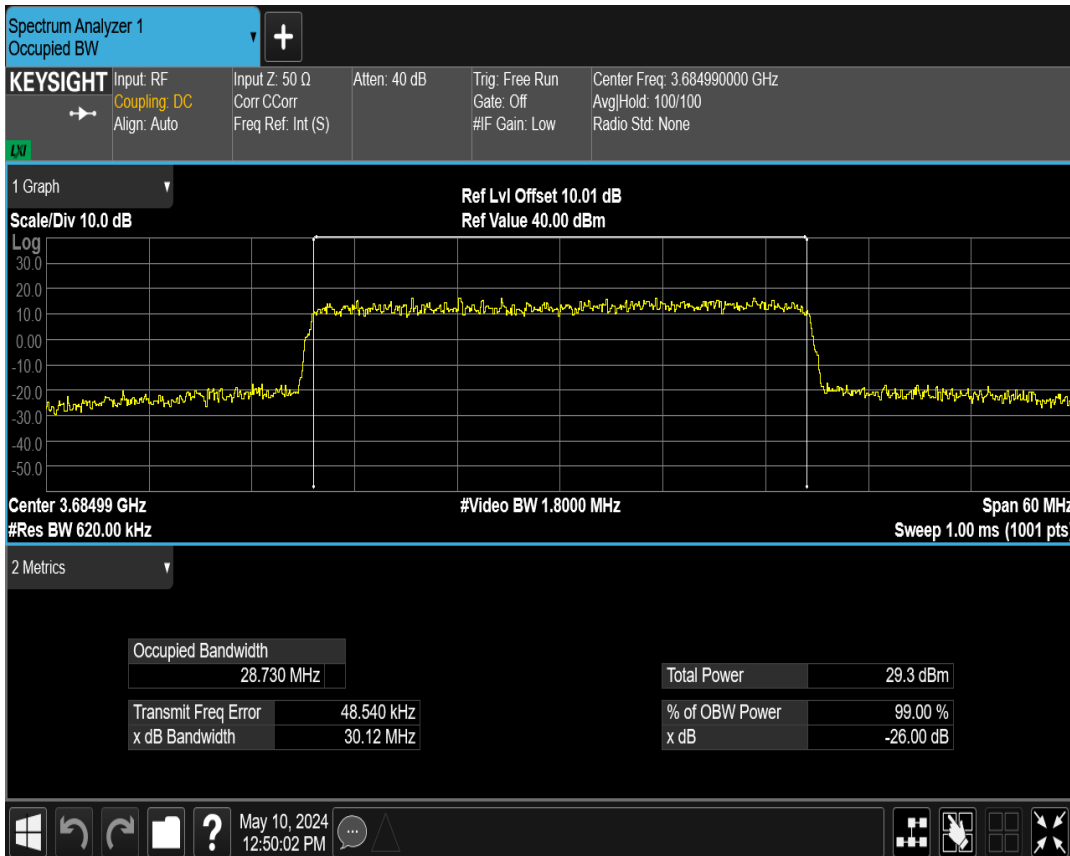 Spectrum Analyzer 1
Occupied BW
+
KEYSIGHT
LXI
Input: RF
Coupling: DC
Align: Auto
Input Z: 50 Ω
Corr CCorr
Freq Ref: Int (S)
Atten: 40 dB
Trig: Free Run
Gate: Off
#IF Gain: Low
Center Freq: 3.684990000 GHz
Avg|Hold: 100/100
Radio Std: None
1 Graph
Scale/Div 10.0 dB
Ref Lvl Offset 10.01 dB
Ref Value 40.00 dBm
Log
30.0
20.0
10.0
0.00
-10.0
-20.0
-30.0
-40.0
-50.0
Center 3.68499 GHz
#Res BW 620.00 kHz
#Video BW 1.8000 MHz
Span 60 MHz
Sweep 1.00 ms (1001 pts)
2 Metrics
Occupied Bandwidth
28.730 MHz
Transmit Freq Error 48.540 kHz
x dB Bandwidth 30.12 MHz
Total Power 29.3 dBm
% of OBW Power 99.00 %
x dB -26.00 dB
?
May 10, 2024
12:50:02 PM